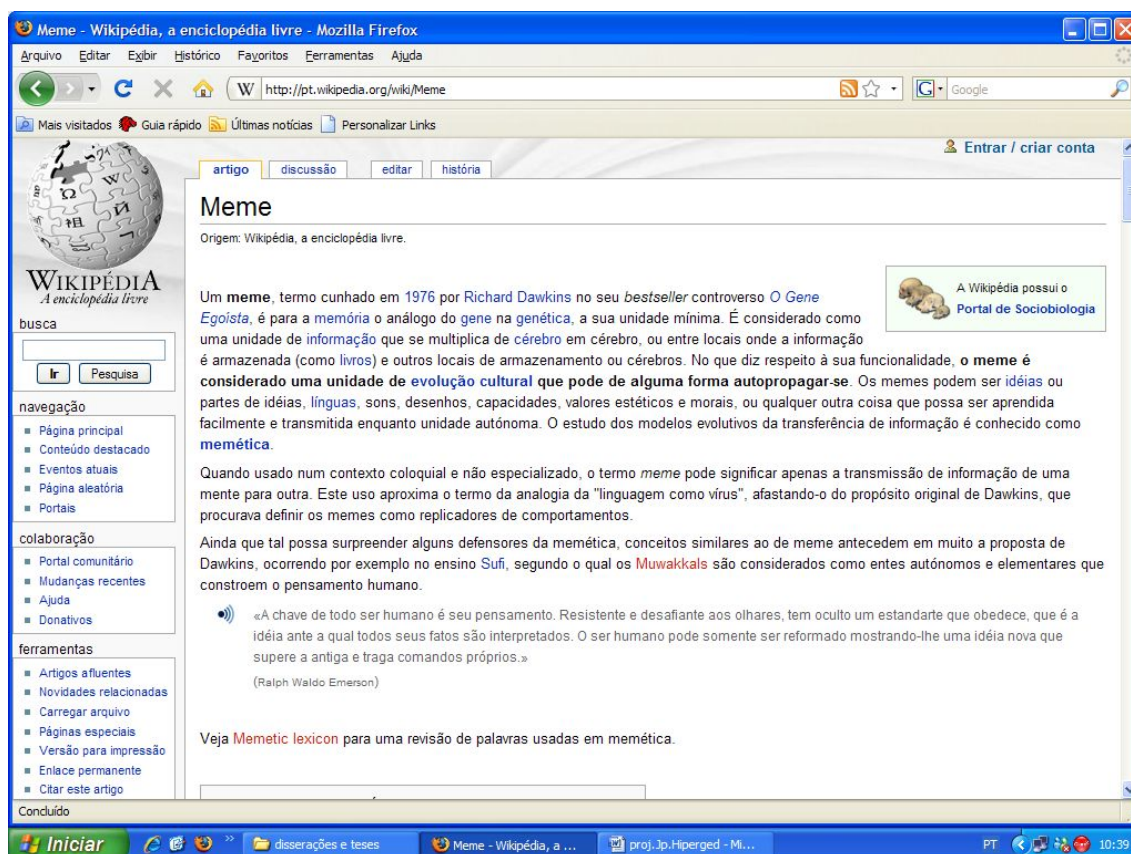 Meme - Wikipédia, a enciclopédia livre - Mozilla Firefox
Arquivo Editar Exibir Histórico Favoritos Ferramentas Ajuda
W http://pt.wikipedia.org/wiki/Meme G Google
Mais visitados Guia rápido Últimas notícias Personalizar Links
Entrar / criar conta
artigo discussão editar história
Meme
Origem: Wikipédia, a enciclopédia livre.
WIKIPÉDIA
A enciclopédia livre
busca
Ir Pesquisa
navegação
Página principal
Conteúdo destacado
Eventos atuais
Página aleatória
Portais
colaboração
Portal comunitário
Mudanças recentes
Ajuda
Donativos
ferramentas
Artigos afluentes
Novidades relacionadas
Carregar arquivo
Páginas especiais
Versão para impressão
Enlace permanente
Citar este artigo
A Wikipédia possui o
Portal de Sociobiologia
Um meme, termo cunhado em 1976 por Richard Dawkins no seu bestseller controverso O Gene
Egoista, é para a memória o análogo do gene na genética, a sua unidade mínima. É considerado como
uma unidade de informação que se multiplica de cérebro em cérebro, ou entre locais onde a informação
é armazenada (como livros) e outros locais de armazenamento ou cérebros. No que diz respeito à sua funcionalidade, o meme é
considerado uma unidade de evolução cultural que pode de alguma forma autopropagar-se. Os memes podem ser idéias ou
partes de idéias, línguas, sons, desenhos, capacidades, valores estéticos e morais, ou qualquer outra coisa que possa ser aprendida
facilmente e transmitida enquanto unidade autónoma. O estudo dos modelos evolutivos da transferência de informação é conhecido como
memética.
Quando usado num contexto coloquial e não especializado, o termo meme pode significar apenas a transmissão de informação de uma
mente para outra. Este uso aproxima o termo da analogia da "linguagem como vírus", afastando-o do propósito original de Dawkins, que
procurava definir os memes como replicadores de comportamentos.
Ainda que tal possa surpreender alguns defensores da memética, conceitos similares ao de meme antecedem em muito a proposta de
Dawkins, ocorrendo por exemplo no ensino Sufi, segundo o qual os Muwakkals são considerados como entes autónomos e elementares que
constroem o pensamento humano.
«A chave de todo ser humano é seu pensamento. Resistente e desafiante aos olhares, tem oculto um estandarte que obedece, que é a
idéia ante a qual todos seus fatos são interpretados. O ser humano pode somente ser reformado mostrando-lhe uma idéia nova que
supere a antiga e traga comandos próprios.»
(Ralph Waldo Emerson)
Veja Memetic lexicon para uma revisão de palavras usadas em memética.
Concluído
Iniciar disserações e teses Meme - Wikipédia, a ... proj.Jp.Hiperged - Mi... PT 10:39